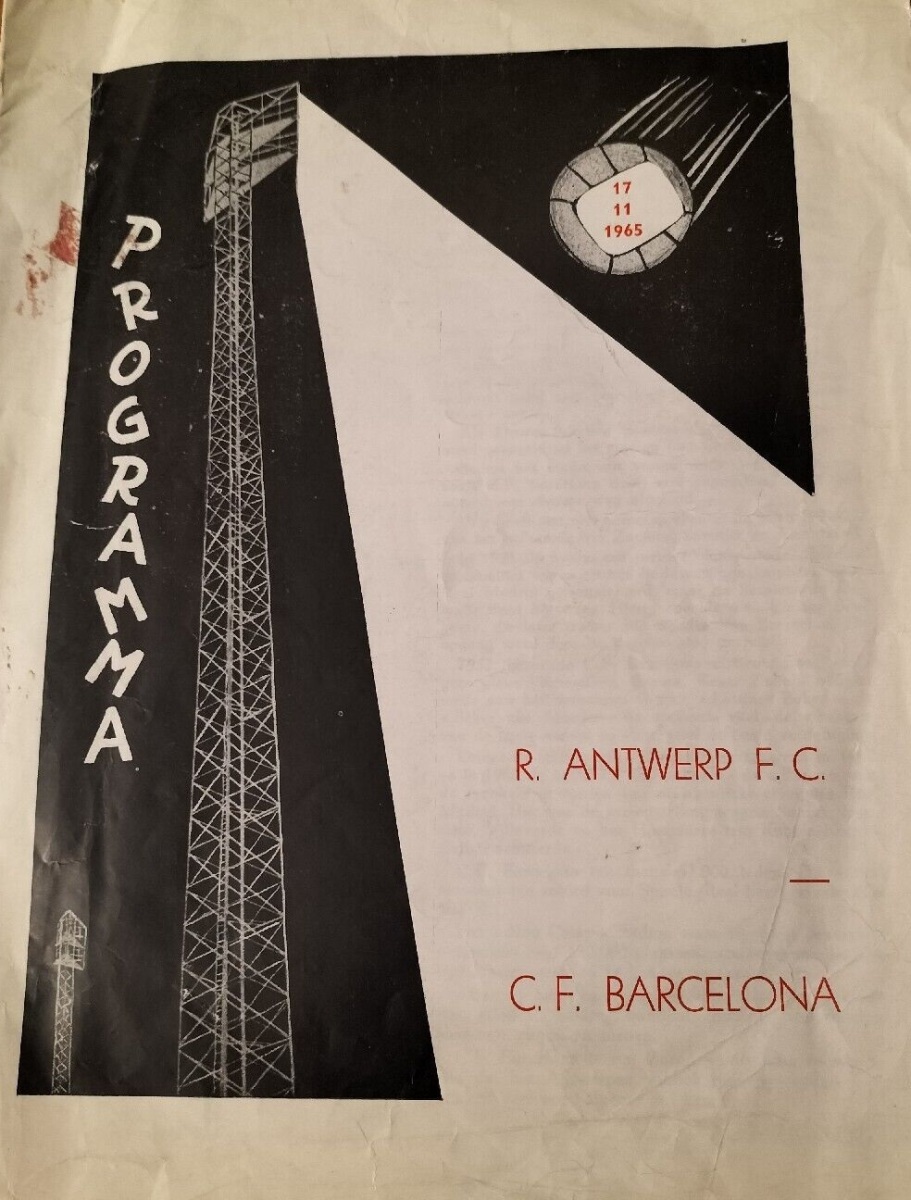 PROGRAMMA
17
11
1965
R. ANTWERP F.C.
—
C.F. BARCELONA